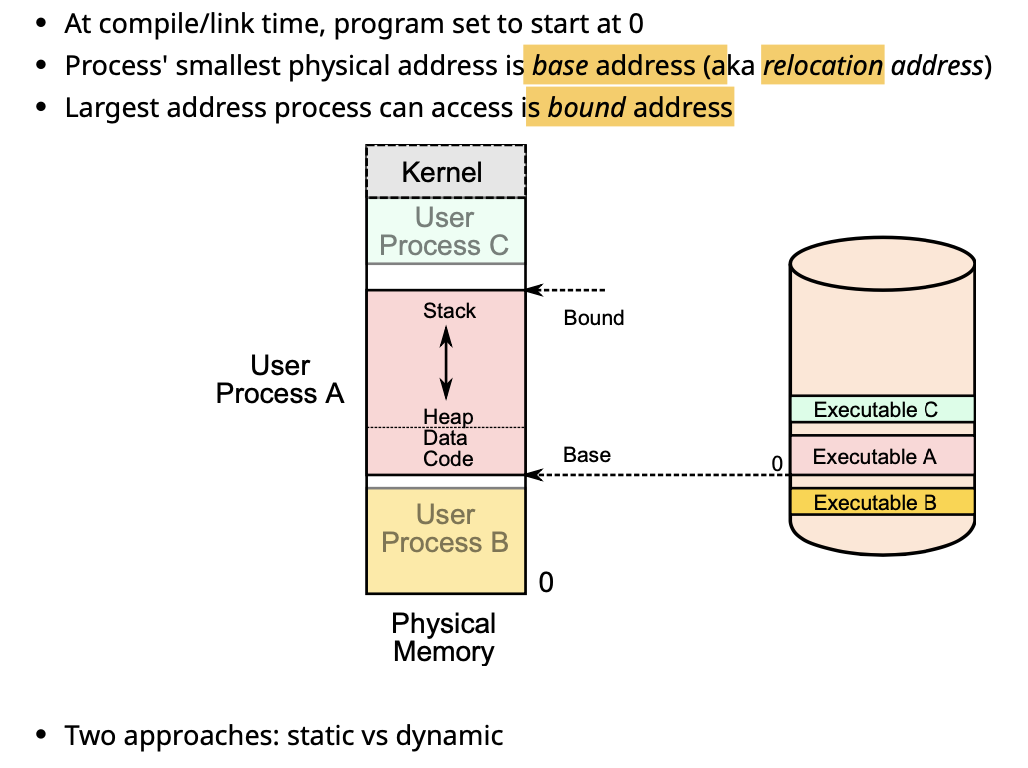 • At compile/link time, program set to start at 0
• Process' smallest physical address is base address (aka relocation address)
• Largest address process can access is bound address
Kernel
User
Process C
Stack
Bound
User
Process A
Heap
Data
Code
Base
0
Executable C
Executable A
Executable B
User
Process B
0
Physical
Memory
• Two approaches: static vs dynamic